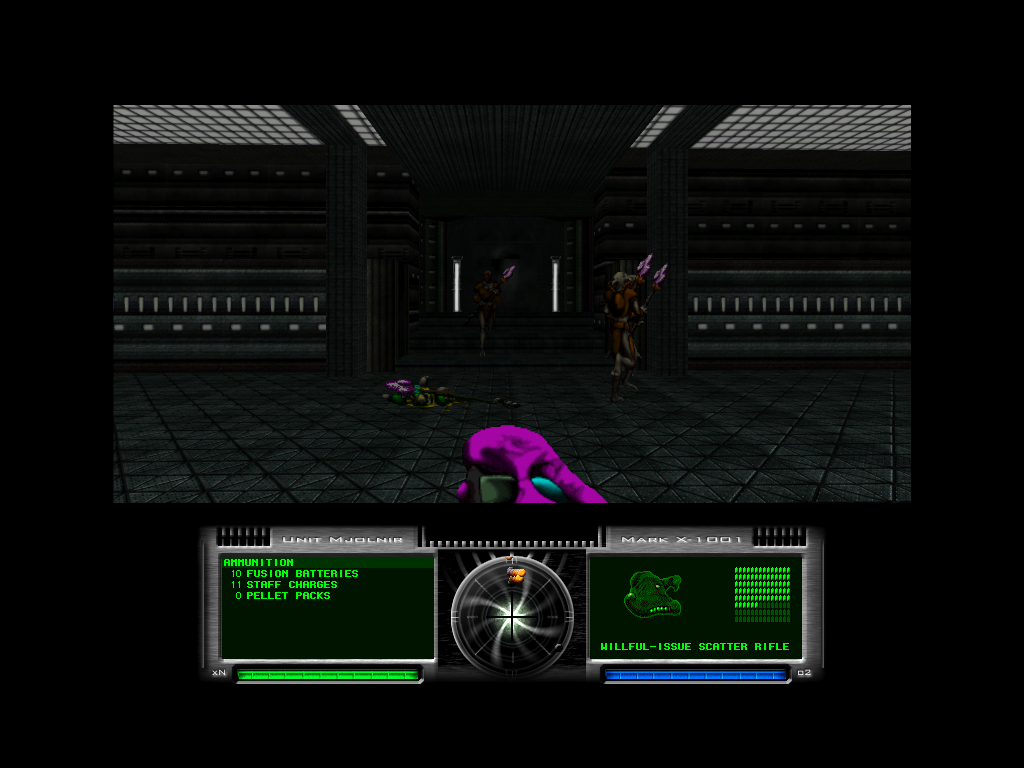 Unit Mjolnir
Mark X-1001
AMMUNITION
10 FUSION BATTERIES
11 STAFF CHARGES
0 PELLET PACKS
WILLFUL-ISSUE SCATTER RIFLE
xN
o2